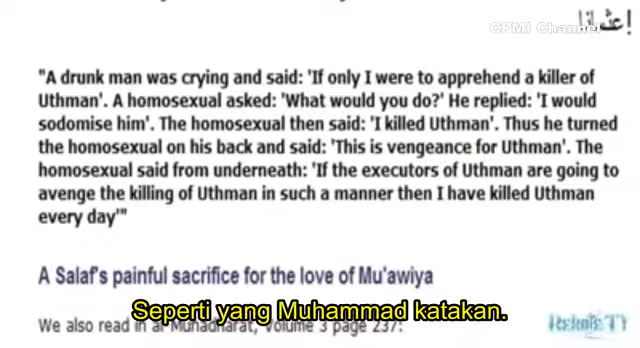 CPMI Channel
إعثمانا
"A drunk man was crying and said: 'If only I were to apprehend a killer of
Uthman'. A homosexual asked: 'What would you do?' He replied: 'I would
sodomise him'. The homosexual then said: 'I killed Uthman'. Thus he turned
the homosexual on his back and said: 'This is vengeance for Uthman'. The
homosexual said from underneath: 'If the executors of Uthman are going to
avenge the killing of Uthman in such a manner then I have killed Uthman
every day'"
A Salaf's painful sacrifice for the love of Mu'awiya
Seperti yang Muhammad katakan.
We also read in al Muhadharat, Volume 3 page 237: